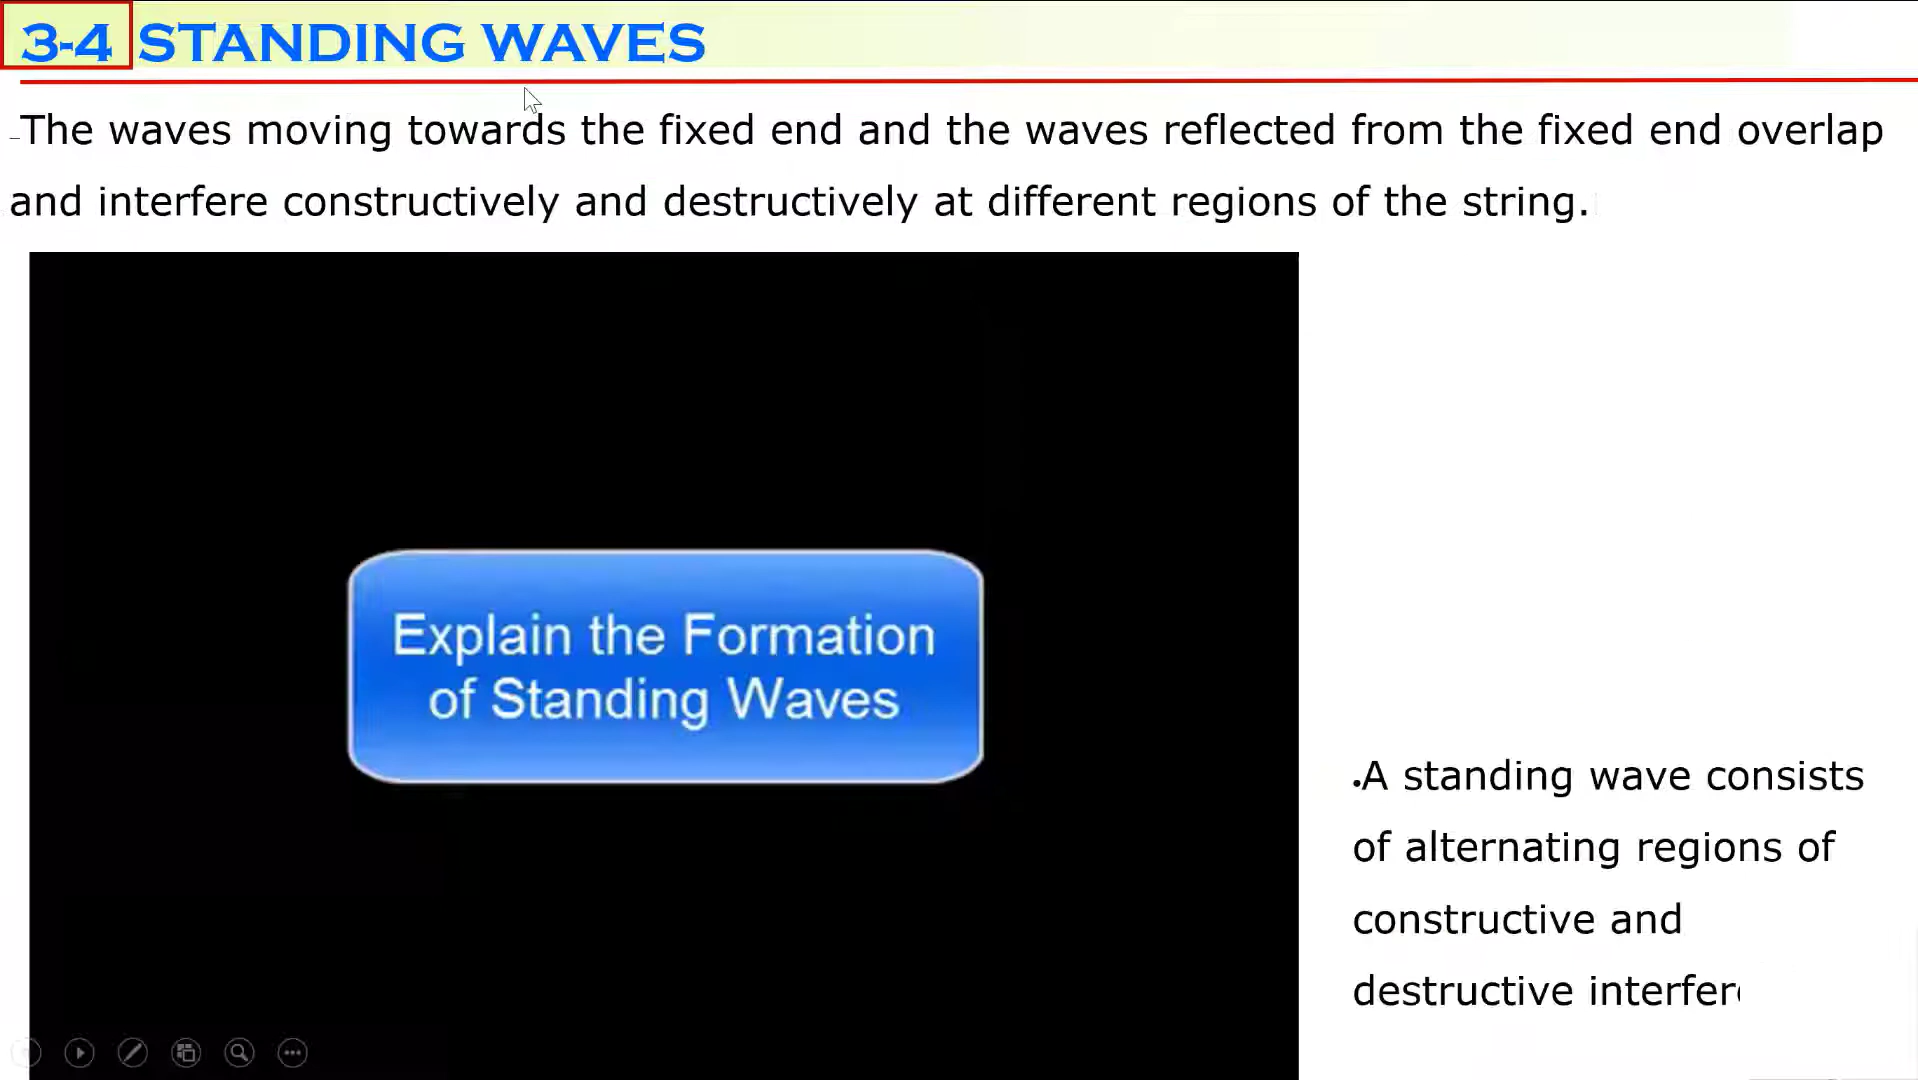 3-4 STANDING WAVES
–The waves moving towards the fixed end and the waves reflected from the fixed end overlap
and interfere constructively and destructively at different regions of the string.
Explain the Formation
of Standing Waves
•A standing wave consists
of alternating regions of
constructive and
destructive